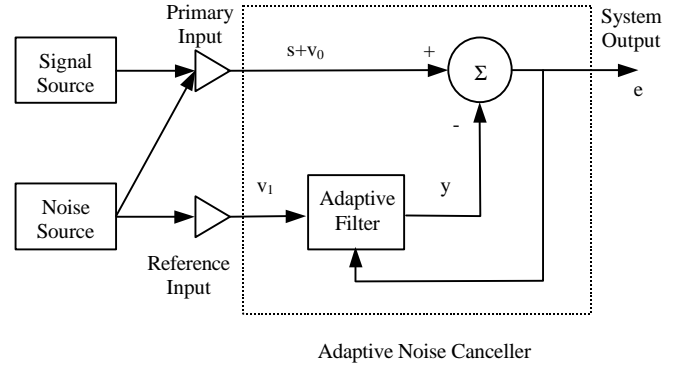 Primary
Input
System
Output
Signal
Source
s+v₀
+
Σ
e
-
Noise
Source
v₁
Adaptive
Filter
y
Reference
Input
Adaptive Noise Canceller